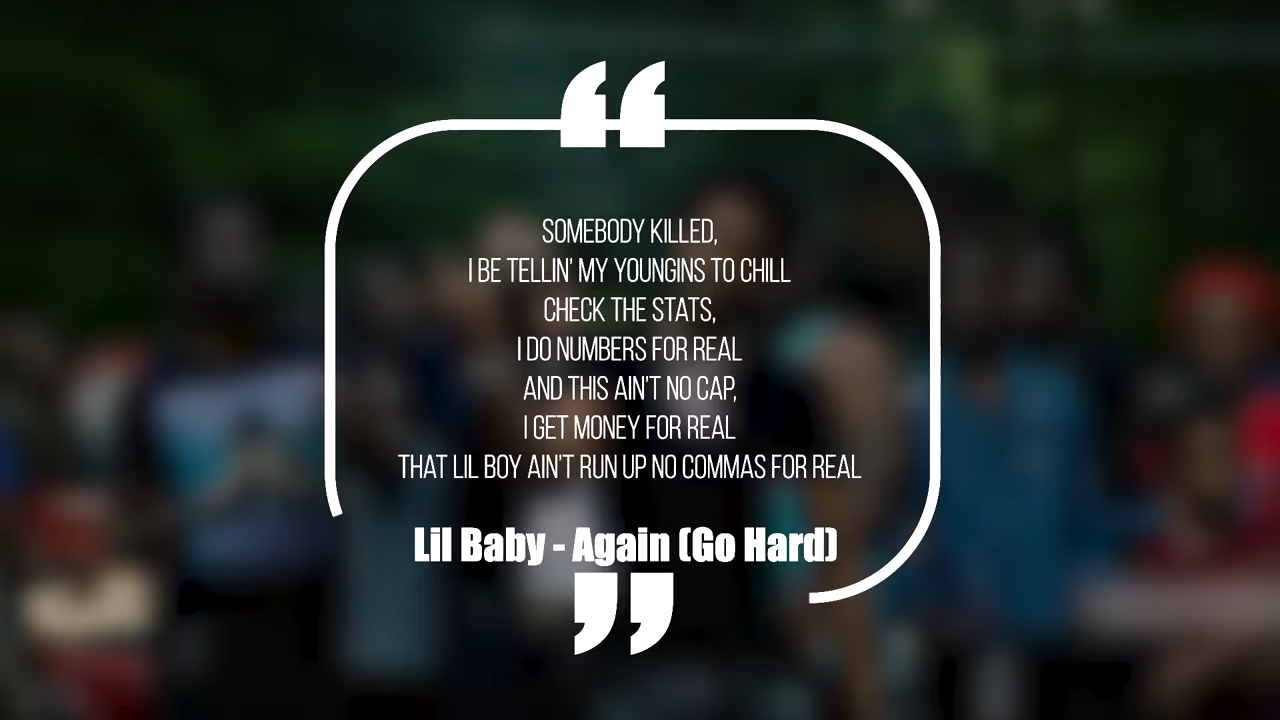 “
SOMEBODY KILLED,
I BE TELLIN’ MY YOUNGINS TO CHILL
CHECK THE STATS,
I DO NUMBERS FOR REAL
AND THIS AIN’T NO CAP,
I GET MONEY FOR REAL
THAT LIL BOY AIN’T RUN UP NO COMMAS FOR REAL
Lil Baby - Again (Go Hard)
”